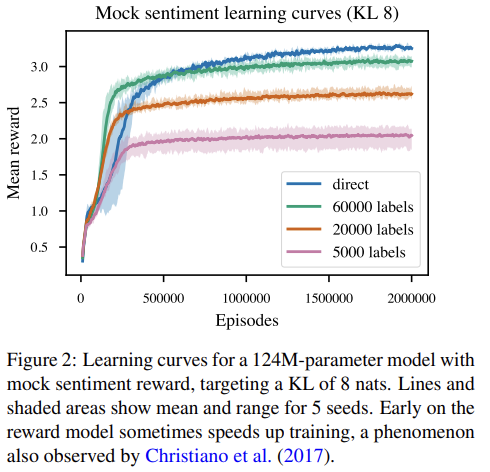 Mock sentiment learning curves (KL 8)
Mean reward
3.0
2.5
2.0
1.5
1.0
0.5
direct
60000 labels
20000 labels
5000 labels
0
500000
1000000
1500000
2000000
Episodes
Figure 2: Learning curves for a 124M-parameter model with
mock sentiment reward, targeting a KL of 8 nats. Lines and
shaded areas show mean and range for 5 seeds. Early on the
reward model sometimes speeds up training, a phenomenon
also observed by Christiano et al. (2017).